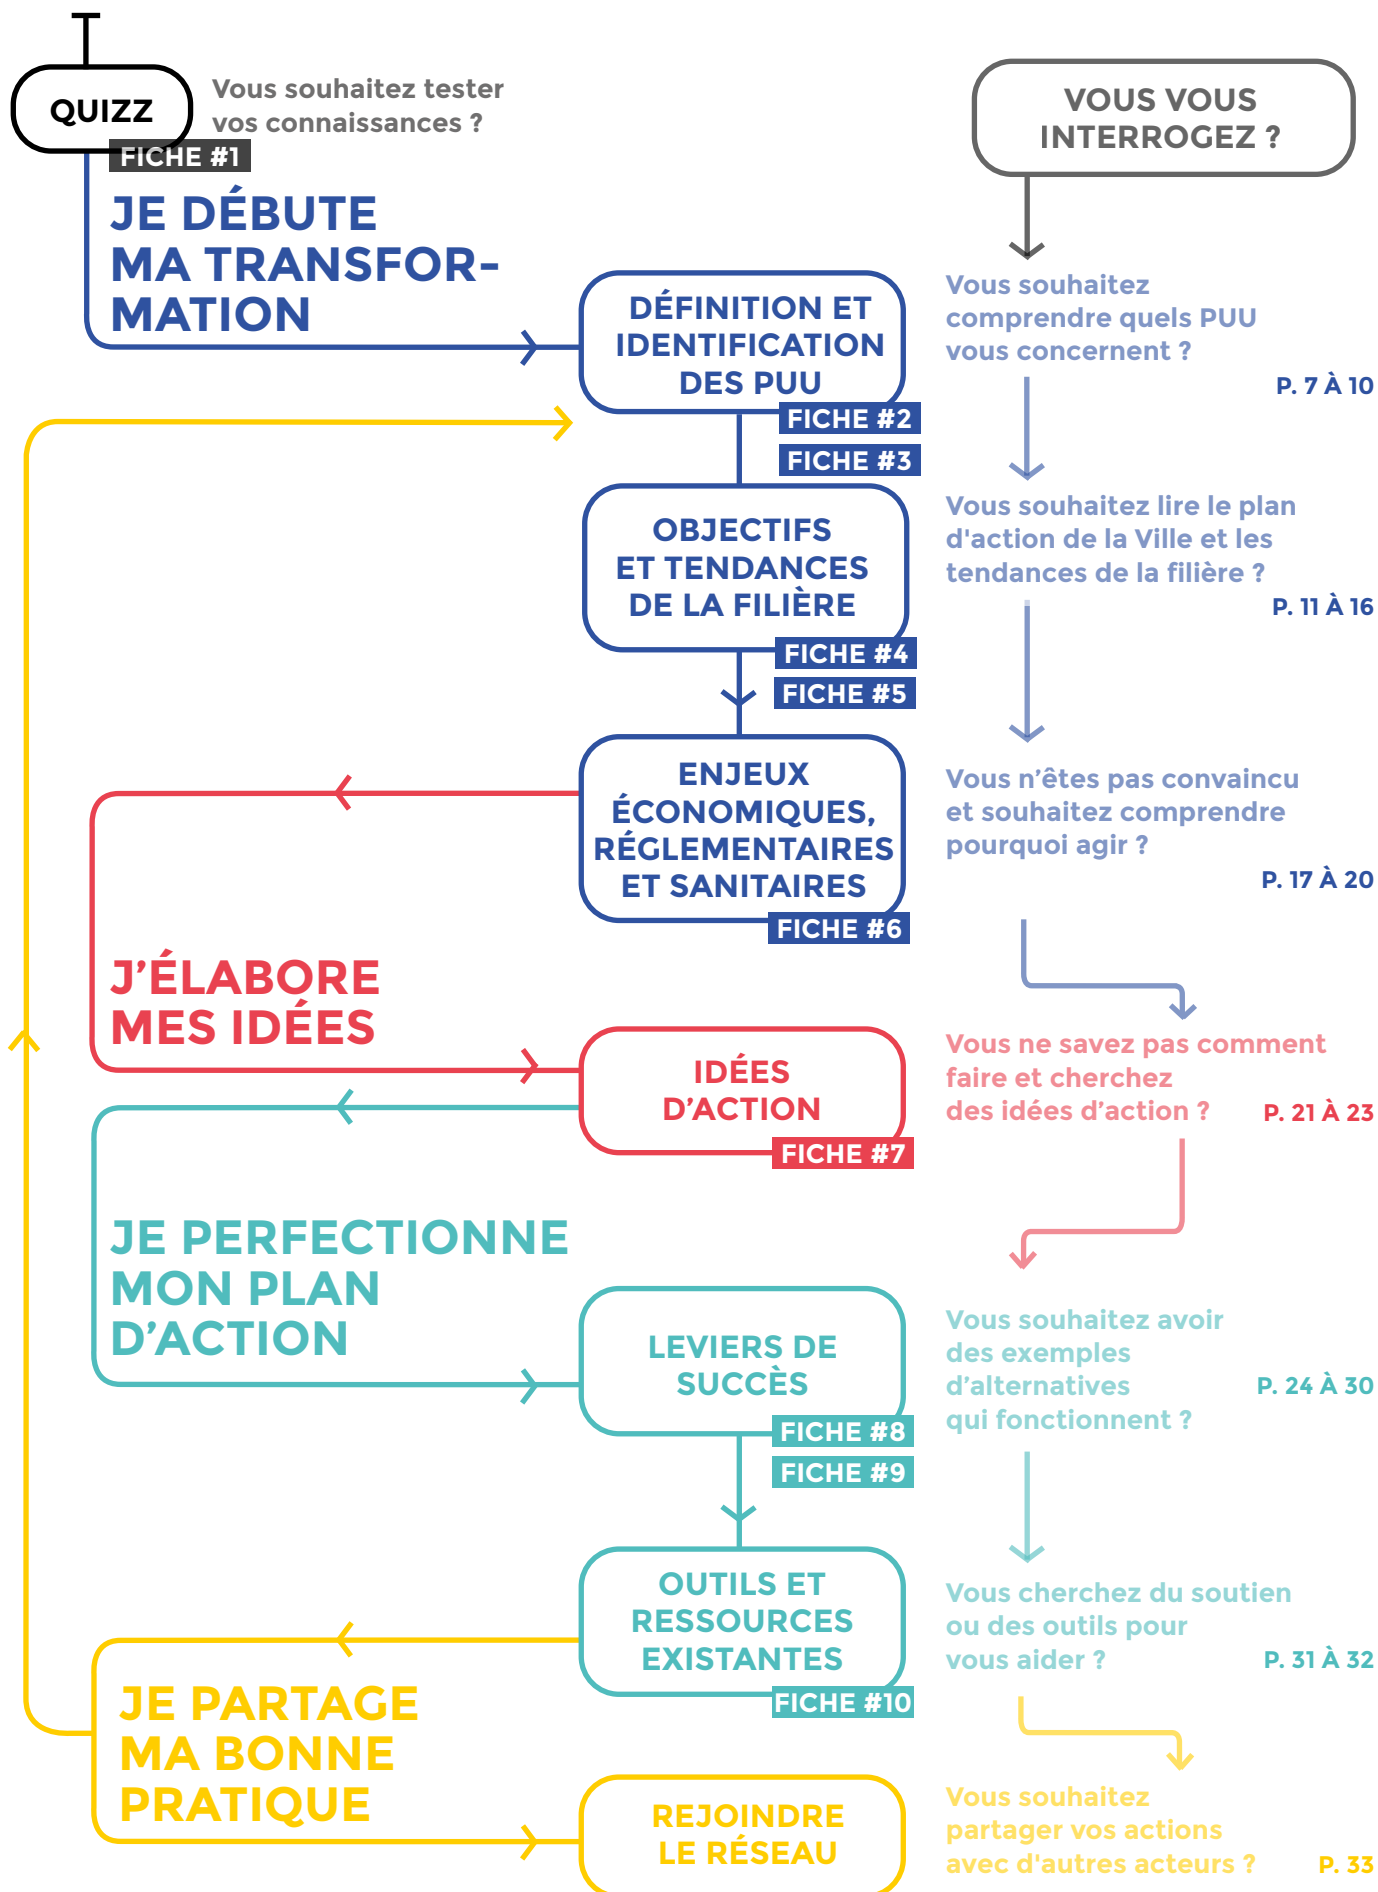 QUIZZ
Vous souhaitez tester
vos connaissances ?
FICHE #1
VOUS VOUS
INTERROGEZ ?
JE DÉBUTE
MA TRANSFOR-
MATION
DÉFINITION ET
IDENTIFICATION
DES PUU
FICHE #2
FICHE #3
Vous souhaitez
comprendre quels PUU
vous concernent ?
P. 7 À 10
OBJECTIFS
ET TENDANCES
DE LA FILIÈRE
FICHE #4
FICHE #5
Vous souhaitez lire le plan
d'action de la Ville et les
tendances de la filière ?
P. 11 À 16
ENJEUX
ÉCONOMIQUES,
RÉGLEMENTAIRES
ET SANITAIRES
FICHE #6
Vous n’êtes pas convaincu
et souhaitez comprendre
pourquoi agir ?
P. 17 À 20
J’ÉLABORE
MES IDÉES
IDÉES
D’ACTION
FICHE #7
Vous ne savez pas comment
faire et cherchez
des idées d’action ?
P. 21 À 23
JE PERFECTIONNE
MON PLAN
D’ACTION
LEVIERS DE
SUCCÈS
FICHE #8
FICHE #9
Vous souhaitez avoir
des exemples
d’alternatives
qui fonctionnent ?
P. 24 À 30
OUTILS ET
RESSOURCES
EXISTANTES
FICHE #10
Vous cherchez du soutien
ou des outils pour
vous aider ?
P. 31 À 32
JE PARTAGE
MA BONNE
PRATIQUE
REJOINDRE
LE RÉSEAU
Vous souhaitez
partager vos actions
avec d'autres acteurs ?
P. 33